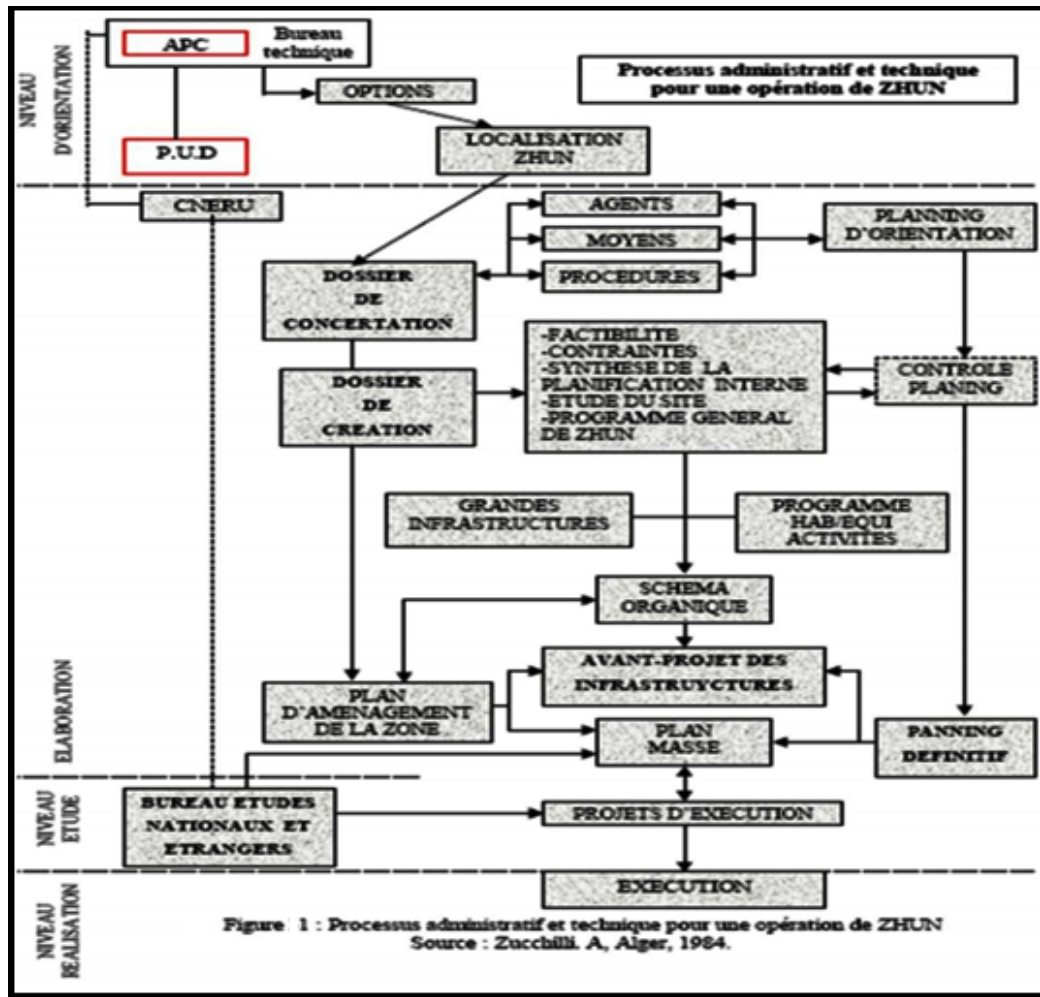 APC
Bureau
technique
Processus administratif et technique
pour une opération de ZHUN
OPTIONS
NIVEAU
D'ORIENTATION
P.U.D
LOCALISATION
ZHUN
CNERU
AGENTS
MOYENS
PROCEDURES
PLANNING
D'ORIENTATION
DOSSIER
DE
CONCERTATION
-FACTIBILITE
-CONTRAINTES
-SYNTHESE DE LA
PLANIFICATION INTERNE
-ETUDE DU SITE
-PROGRAMME GENERAL
DE ZHUN
CONTROLE
PLANING
DOSSIER
DE
CREATION
GRANDES
INFRASTRUCTURES
PROGRAMME
HAB/EQUI
ACTIVITES
SCHEMA
ORGANIQUE
AVANT-PROJET DES
INFRASTRUYCTURES
ELABORATION
PLAN
D'AMENAGEMENT
DE LA ZONE
PLAN
MASSE
PANNING
DEFINITIF
NIVEAU
ETUDE
BUREAU ETUDES
NATIONAUX ET
ETRANGERS
PROJETS D'EXECUTION
EXECUTION
NIVEAU
REALISATION
Figure 1 : Processus administratif et technique pour une opération de ZHUN
Source : Zucchilli. A, Alger, 1984.